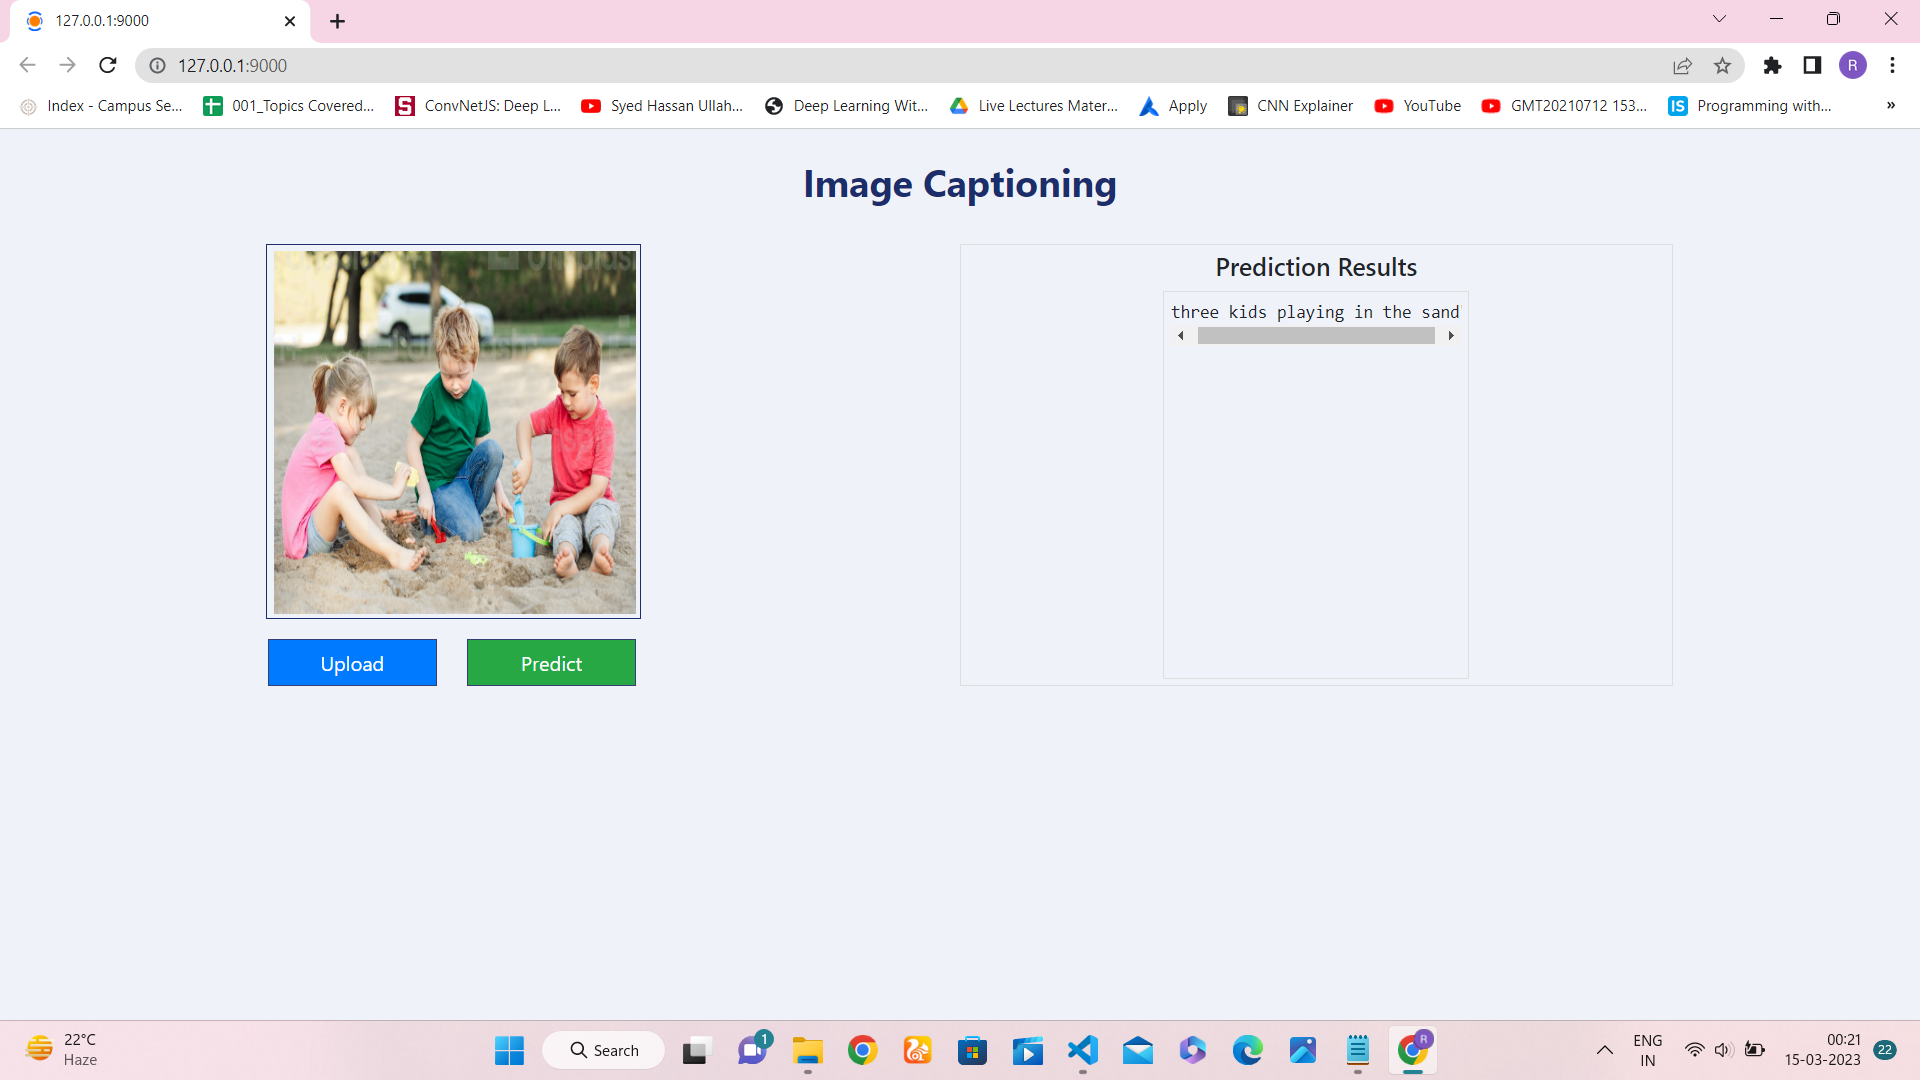 127.0.0.1:9000
127.0.0.1:9000
R
Index - Campus Se...
001_Topics Covered...
ConvNetJS: Deep L...
Syed Hassan Ullah...
Deep Learning Wit...
Live Lectures Mater...
Apply
CNN Explainer
YouTube
GMT20210712 153...
IS
Programming with...
»
Image Captioning
Prediction Results
three kids playing in the sand
Upload
Predict
22°C
Haze
Search
1
R
ENG
IN
00:21
15-03-2023
22